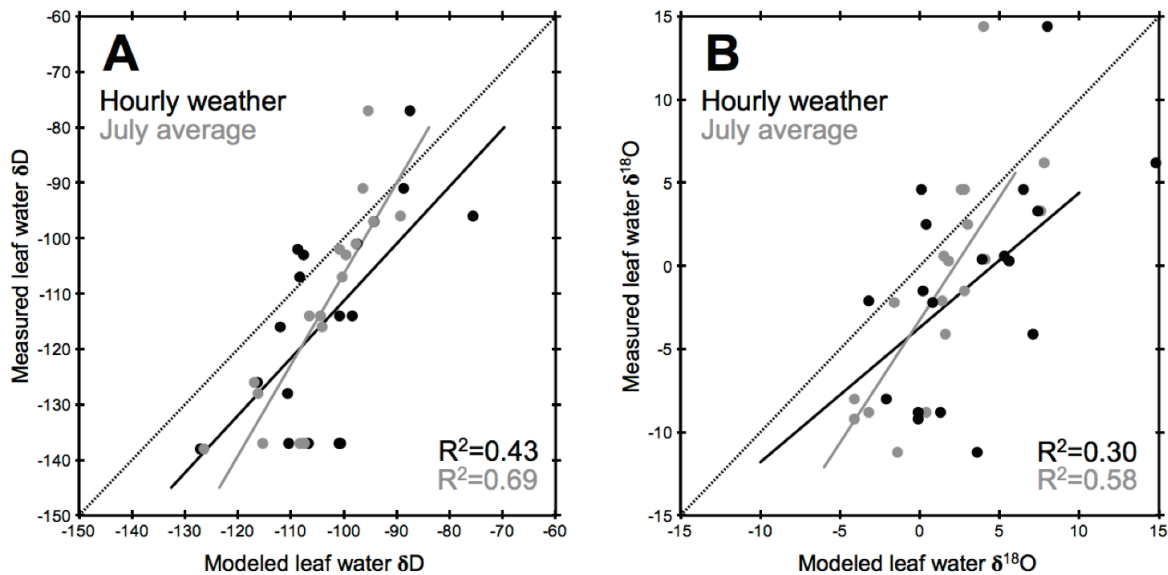 A
Hourly weather
July average
R²=0.43
R²=0.69
-60
-70
-80
-90
-100
-110
-120
-130
-140
-150
-150
-140
-130
-120
-110
-100
-90
-80
-70
-60
Measured leaf water δD
Modeled leaf water δD
B
Hourly weather
July average
R²=0.30
R²=0.58
15
10
5
0
-5
-10
-15
-15
-10
-5
0
5
10
15
Measured leaf water δ¹⁸O
Modeled leaf water δ¹⁸O